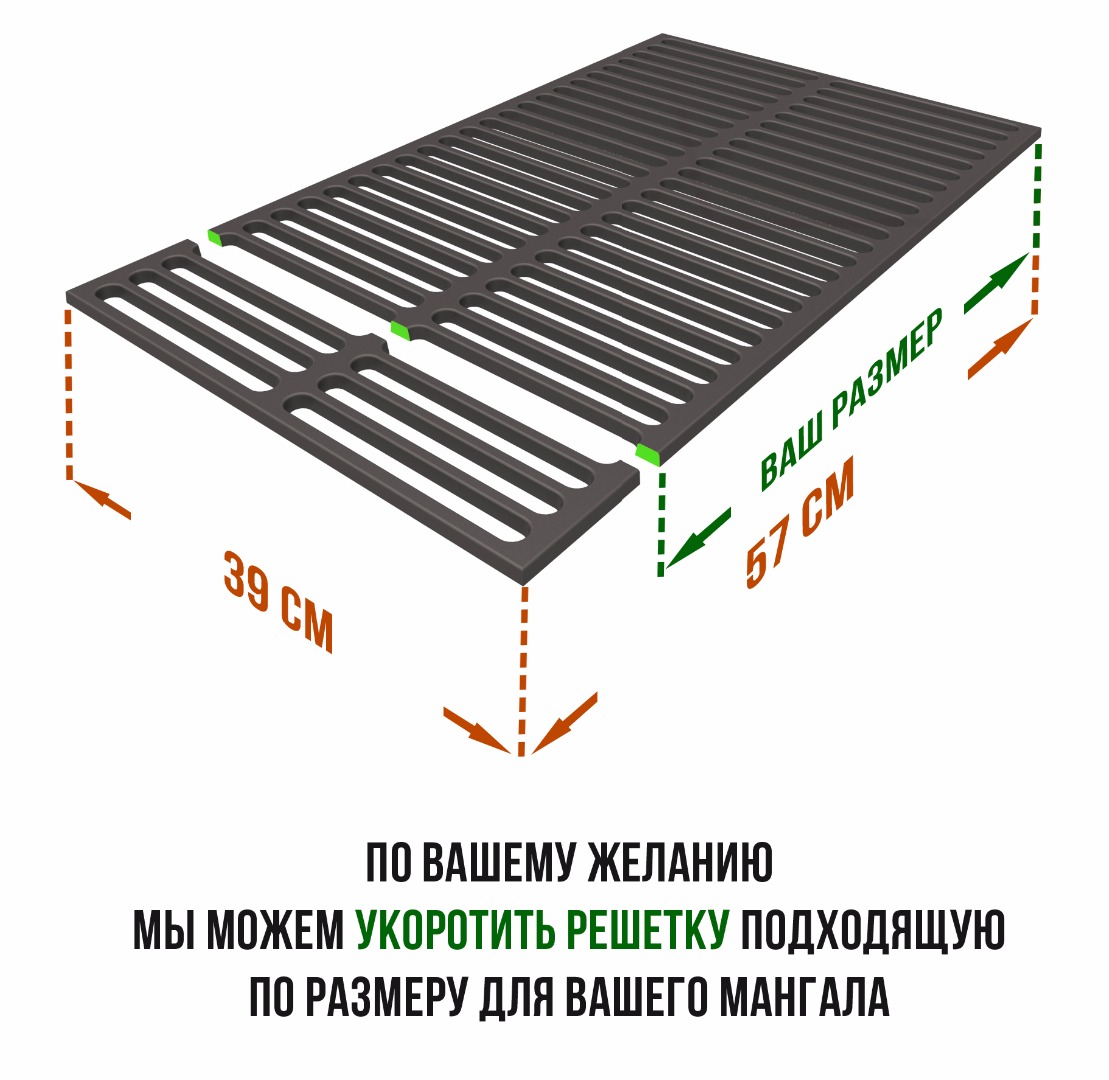 ВАШ РАЗМЕР
57 СМ
39 СМ
ПО ВАШЕМУ ЖЕЛАНИЮ
МЫ МОЖЕМ УКОРОТИТЬ РЕШЕТКУ ПОДХОДЯЩУЮ
ПО РАЗМЕРУ ДЛЯ ВАШЕГО МАНГАЛА